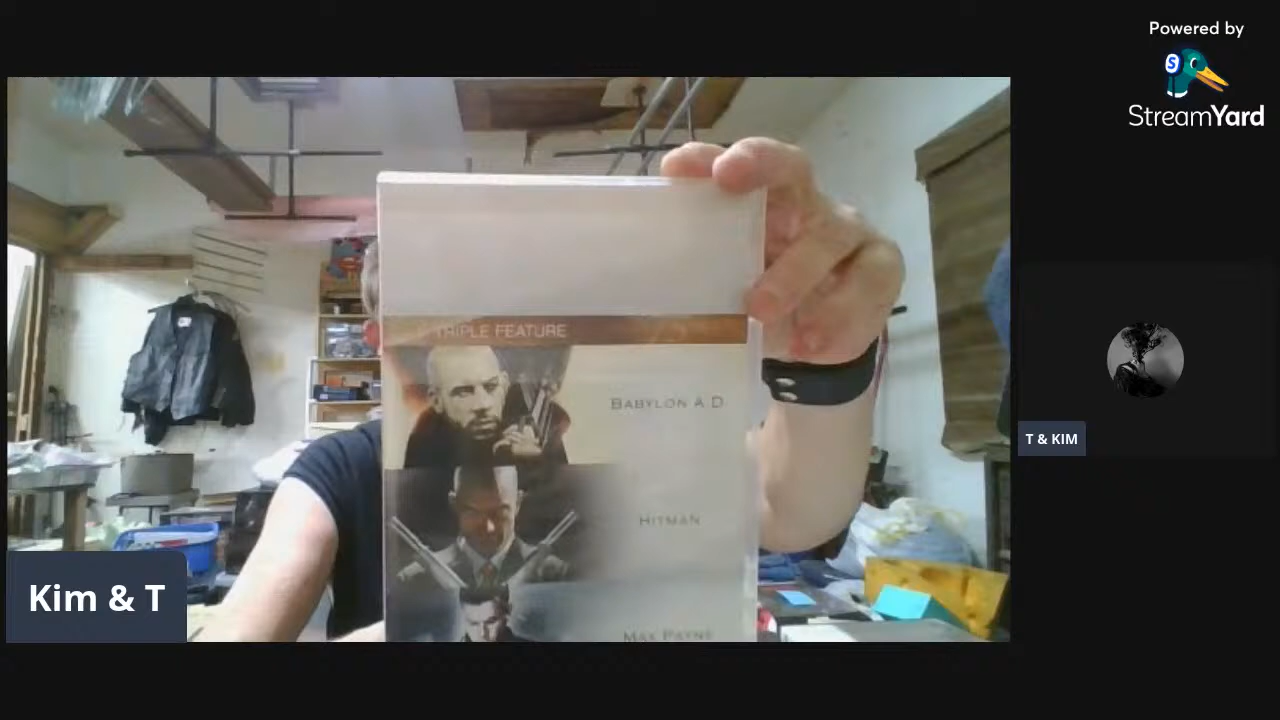 Powered by
S
StreamYard
TRIPLE FEATURE
BABYLON A.D.
HITMAN
MAX PAYNE
T & KIM
Kim & T